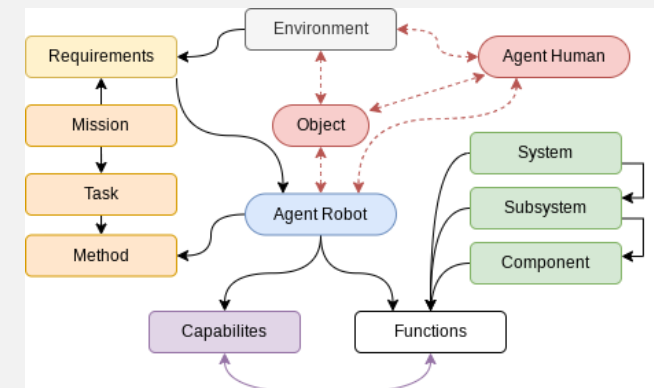 Environment
Requirements
Agent Human
Mission
Object
System
Task
Subsystem
Agent Robot
Method
Component
Capabilites
Functions